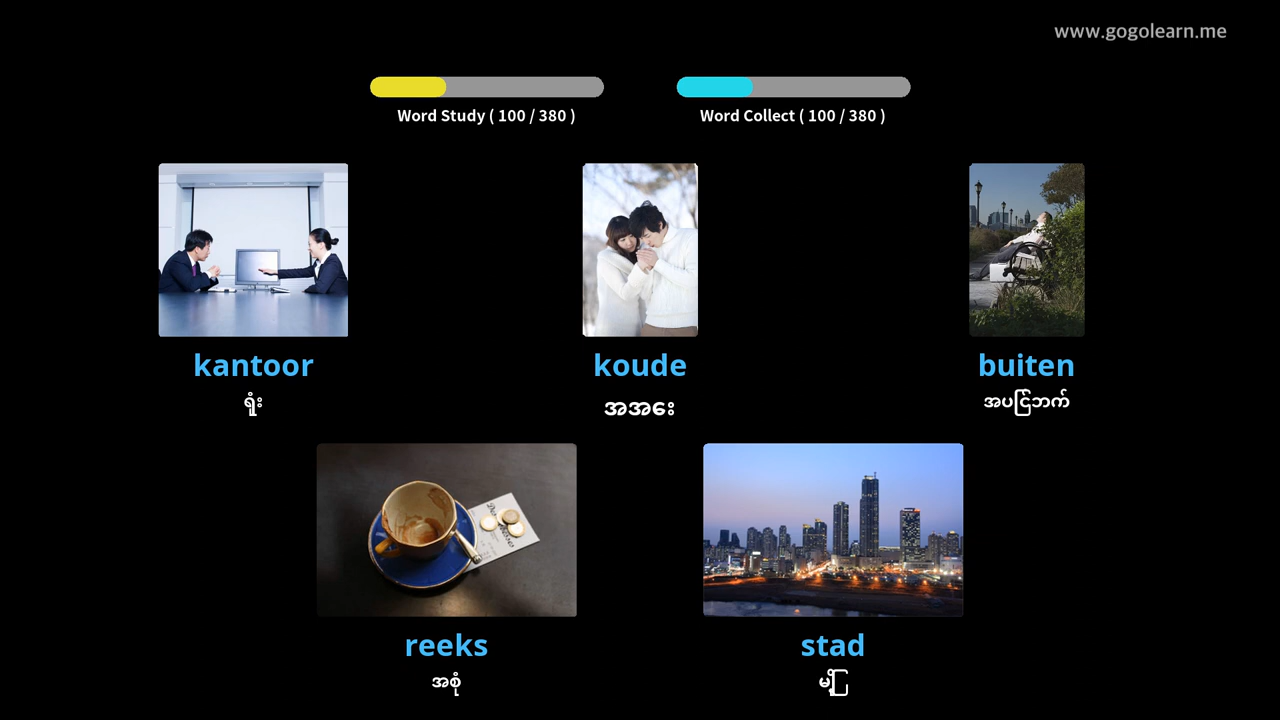 www.gogolearn.me
Word Study ( 100 / 380 )
Word Collect ( 100 / 380 )
kantoor
ရုံး
koude
အအေး
buiten
အပြင်ဘက်
reeks
အစုံ
stad
မြို့